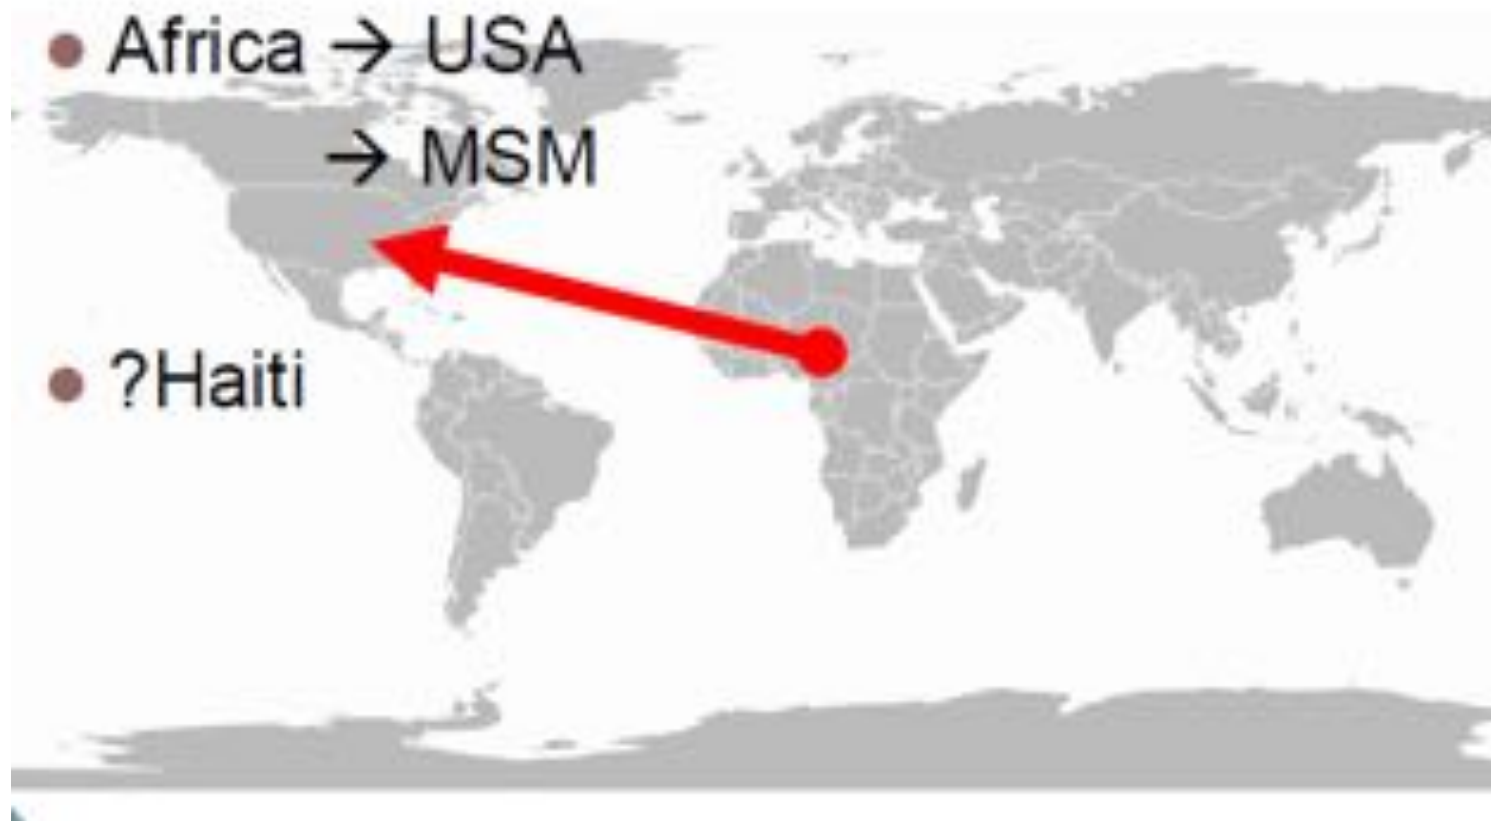 • Africa → USA
→ MSM
• ?Haiti